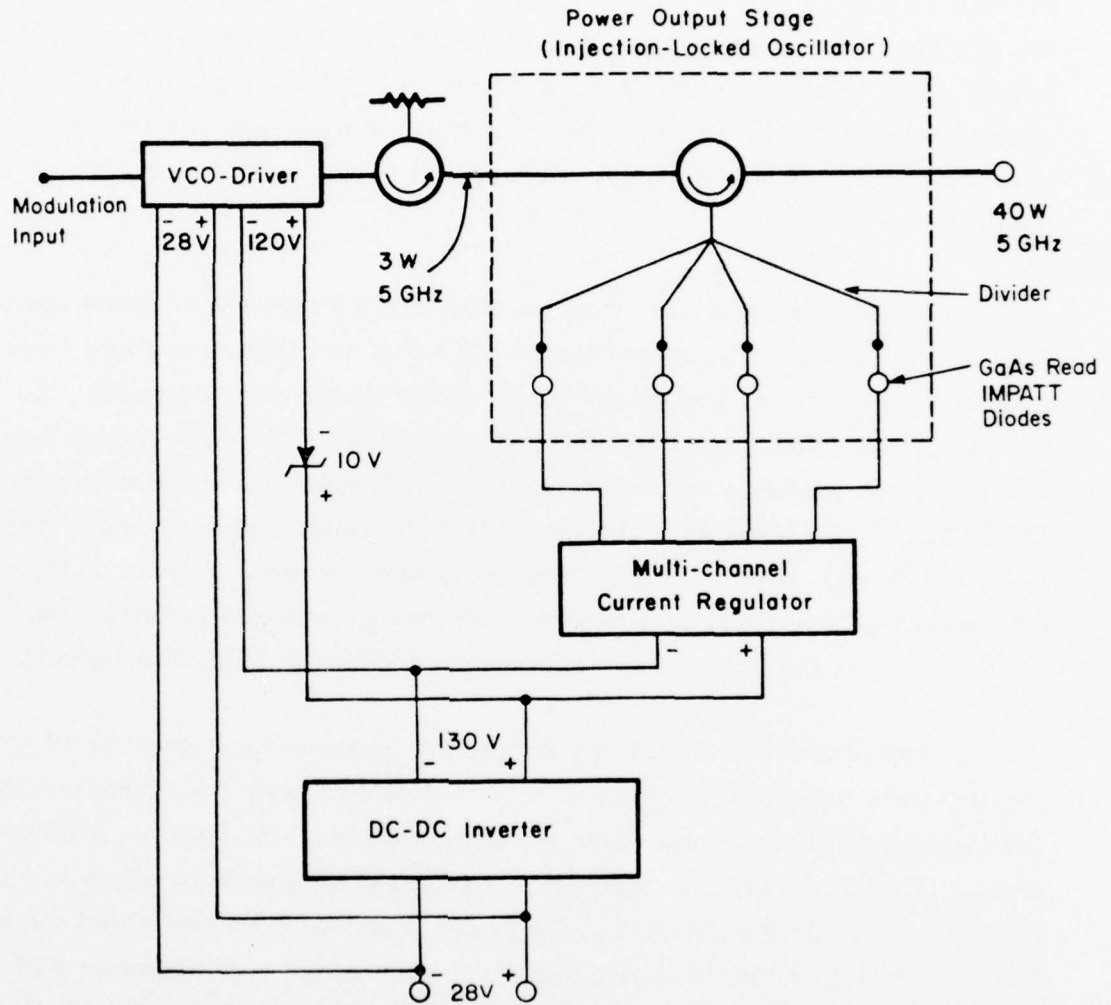 Power Output Stage
(Injection-Locked Oscillator)
VCO-Driver
Modulation
Input
- +
28V
- +
120V
3 W
5 GHz
40 W
5 GHz
Divider
GaAs Read
IMPATT
Diodes
-
10 V
+
Multi-channel
Current Regulator
- +
130 V
- +
DC-DC Inverter
- +
28V